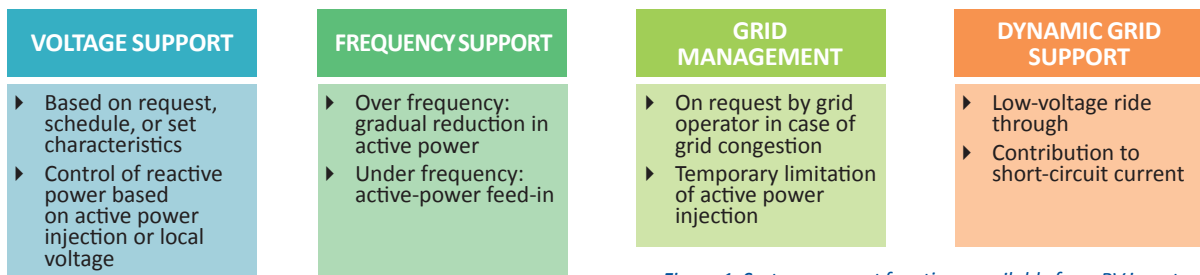 VOLTAGE SUPPORT
Based on request,
schedule, or set
characteristics
Control of reactive
power based
on active power
injection or local
voltage
FREQUENCY SUPPORT
Over frequency:
gradual reduction in
active power
Under frequency:
active-power feed-in
GRID
MANAGEMENT
On request by grid
operator in case of
grid congestion
Temporary limitation
of active power
injection
DYNAMIC GRID
SUPPORT
Low-voltage ride
through
Contribution to
short-circuit current